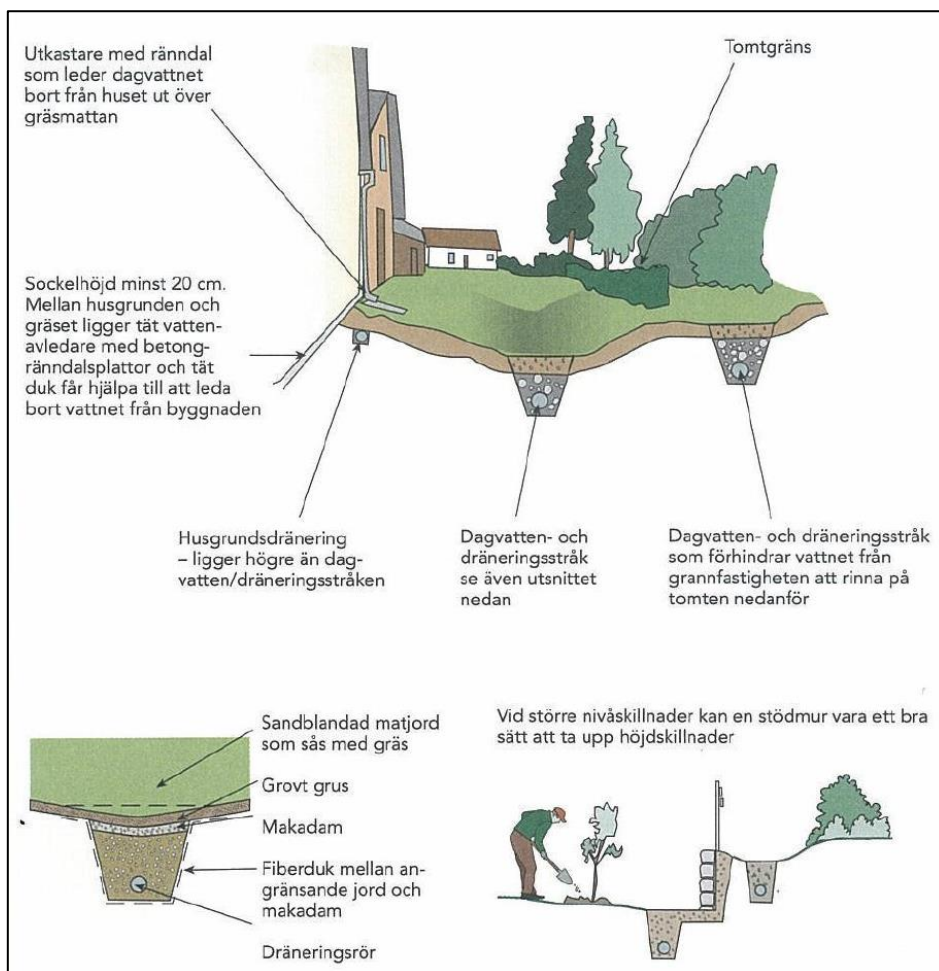 Utkastare med ränndal
som leder dagvattnet
bort från huset ut över
gräsmattan
Tomtgräns
Sockelhöjd minst 20 cm.
Mellan husgrunden och
gräset ligger tät vatten-
avledare med betong-
ränndalsplattor och tät
duk får hjälpa till att leda
bort vattnet från byggnaden
Husgrundsdränering
– ligger högre än dag-
vatten/dräneringsstråken
Dagvatten- och
dräneringsstråk
se även utsnittet
nedan
Dagvatten- och dräneringsstråk
som förhindrar vattnet från
grannfastigheten att rinna på
tomten nedanför
Sandblandad matjord
som sås med gräs
Grovt grus
Makadam
Fiberduk mellan an-
gränsande jord och
makadam
Dräneringsrör
Vid större nivåskillnader kan en stödmur vara ett bra
sätt att ta upp höjdskillnader